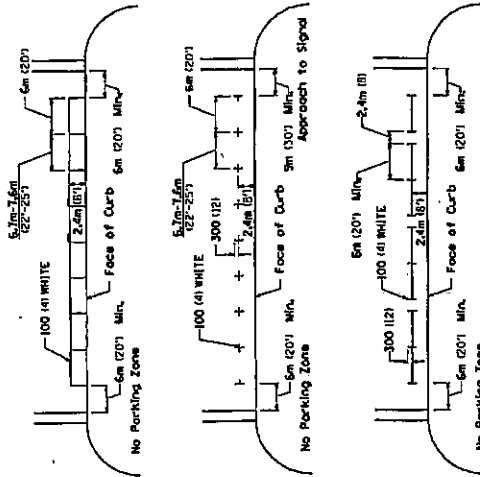 6.7m-7.6m
(22'-25')
6m (20')
100 (4) WHITE
2.4m (8')
Face of Curb
6m (20') Min.
6m (20') Min.
No Parking Zone
6.7m-7.6m
(22'-25')
6m (20')
300 (12)
100 (4) WHITE
2.4m (8')
Face of Curb
6m (20') Min.
9m (30') Min.
Approach to Signal
No Parking Zone
6m (20') Min.
2.4m (8)
100 (4) WHITE
300 (12)
2.4m (8')
Face of Curb
6m (20') Min.
6m (20') Min.
No Parking Zone